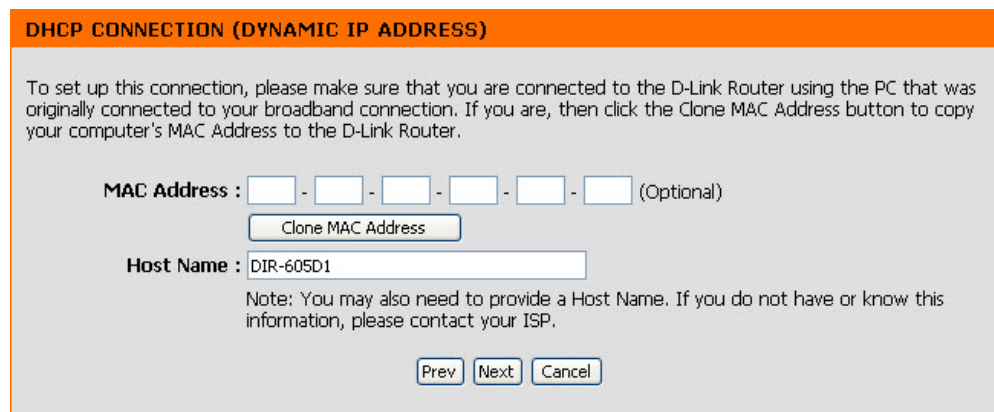 DHCP CONNECTION (DYNAMIC IP ADDRESS)
To set up this connection, please make sure that you are connected to the D-Link Router using the PC that was
originally connected to your broadband connection. If you are, then click the Clone MAC Address button to copy
your computer's MAC Address to the D-Link Router.
MAC Address : - - - - - (Optional)
Clone MAC Address
Host Name : DIR-605D1
Note: You may also need to provide a Host Name. If you do not have or know this
information, please contact your ISP.
Prev Next Cancel